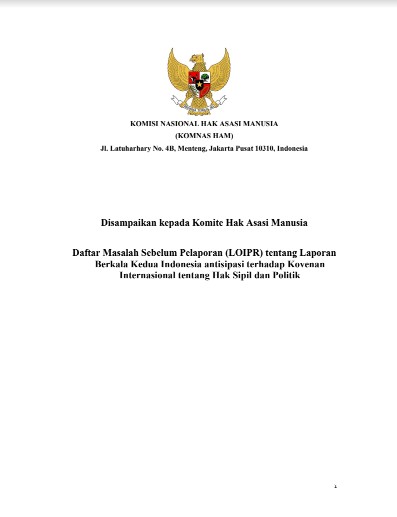 KOMISI NASIONAL HAK ASASI MANUSIA
(KOMNAS HAM)
Jl. Latuharhary No. 4B, Menteng, Jakarta Pusat 10310, Indonesia
Disampaikan kepada Komite Hak Asasi Manusia
Daftar Masalah Sebelum Pelaporan (LOIPR) tentang Laporan
Berkala Kedua Indonesia antisipasi terhadap Kovenan
Internasional tentang Hak Sipil dan Politik
1